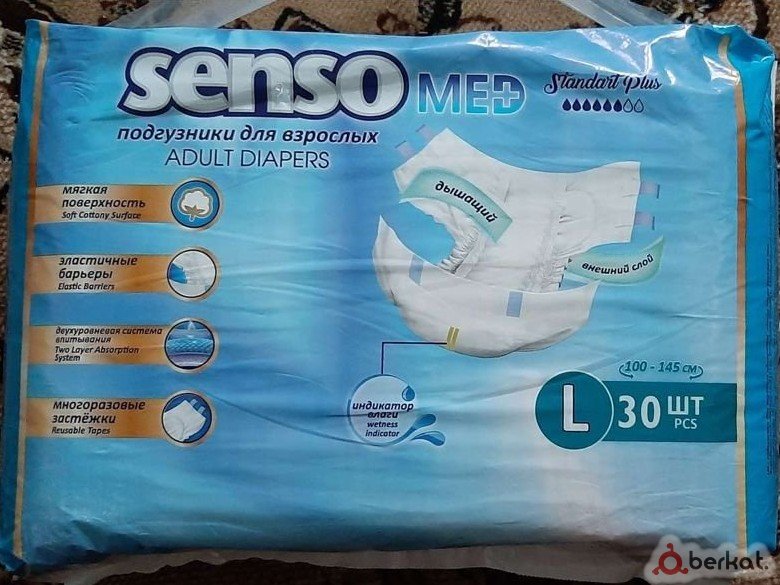 senso MED
Standart Plus
подгузники для взрослых
ADULT DIAPERS
мягкая
поверхность
Soft Cottony Surface
эластичные
барьеры
Elastic Barriers
двухуровневая система
впитывания
Two Layer Absorption
System
многоразовые
застёжки
Reusable Tapes
дышащий
внешний слой
индикатор
влаги
wetness
indicator
100 - 145 см
L
30 ШТ
PCS
berkat.